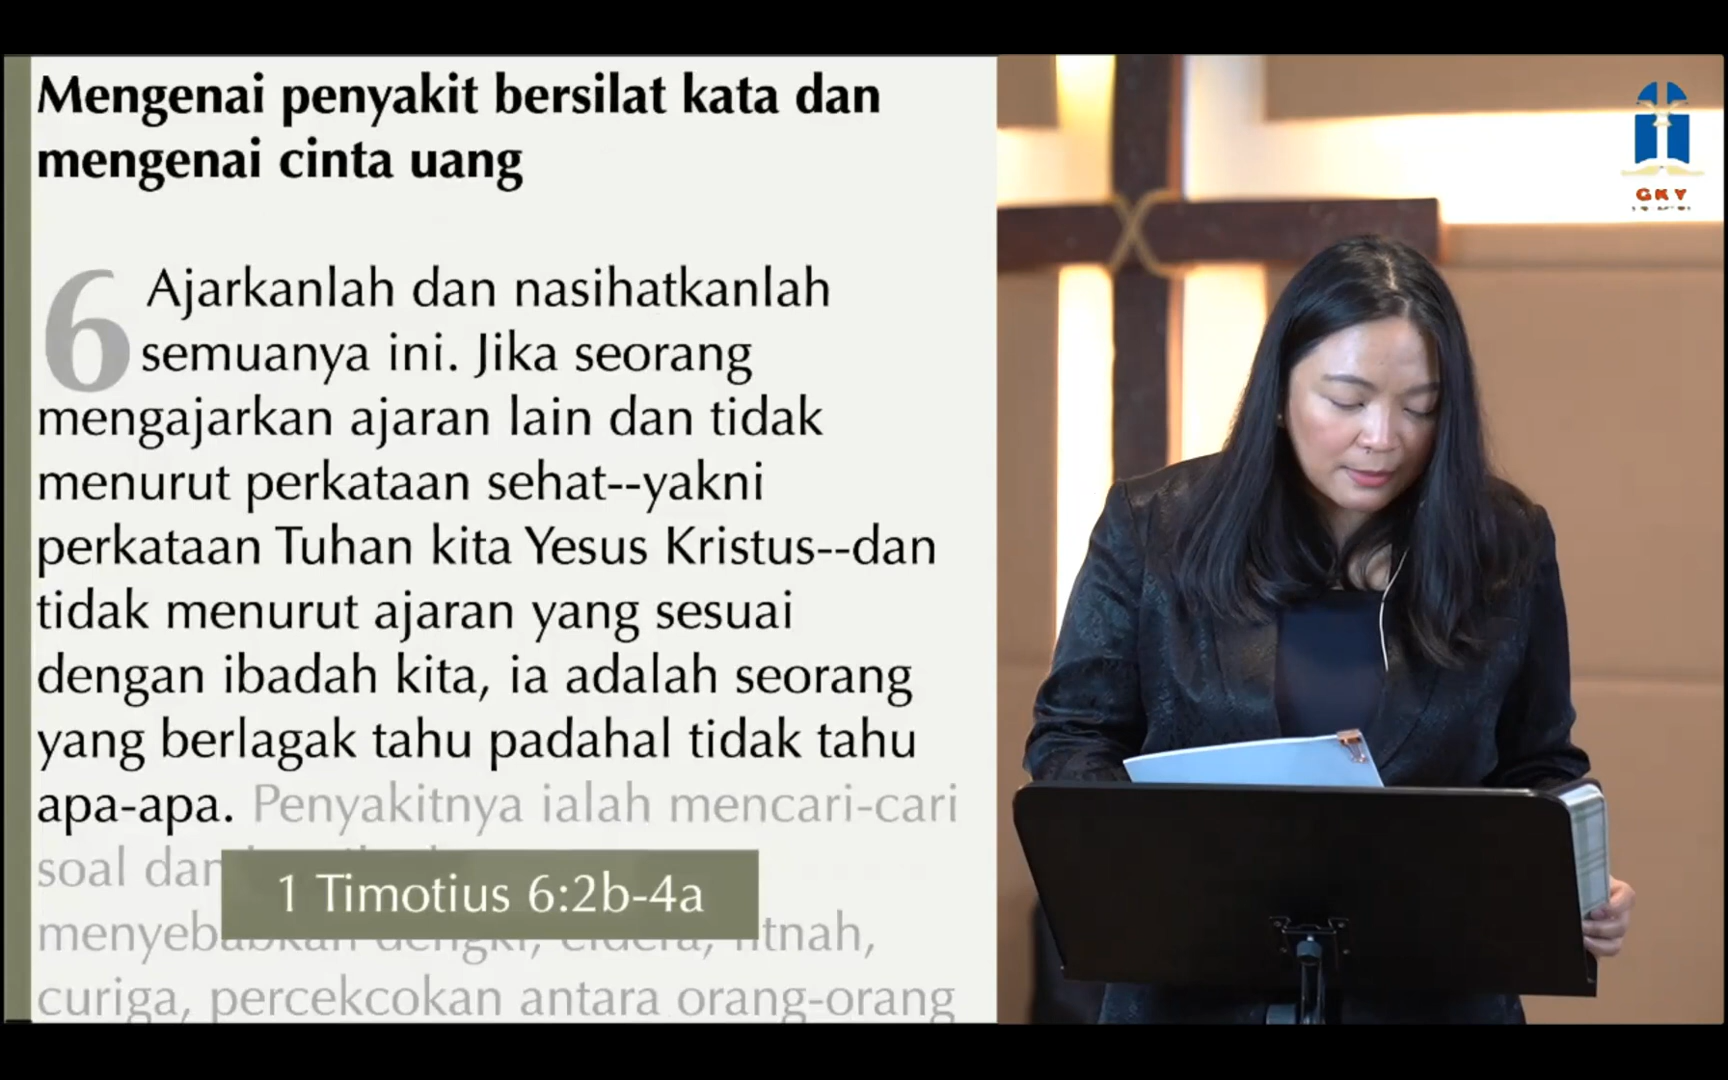 Mengenai penyakit bersilat kata dan
mengenai cinta uang
6 Ajarkanlah dan nasihatkanlah
semuanya ini. Jika seorang
mengajarkan ajaran lain dan tidak
menurut perkataan sehat--yakni
perkataan Tuhan kita Yesus Kristus--dan
tidak menurut ajaran yang sesuai
dengan ibadah kita, ia adalah seorang
yang berlagak tahu padahal tidak tahu
apa-apa. Penyakitnya ialah mencari-cari
soal dan
1 Timotius 6:2b-4a
menyebabkan dengki, cidera, fitnah,
curiga, percekcokan antara orang-orang
GKY